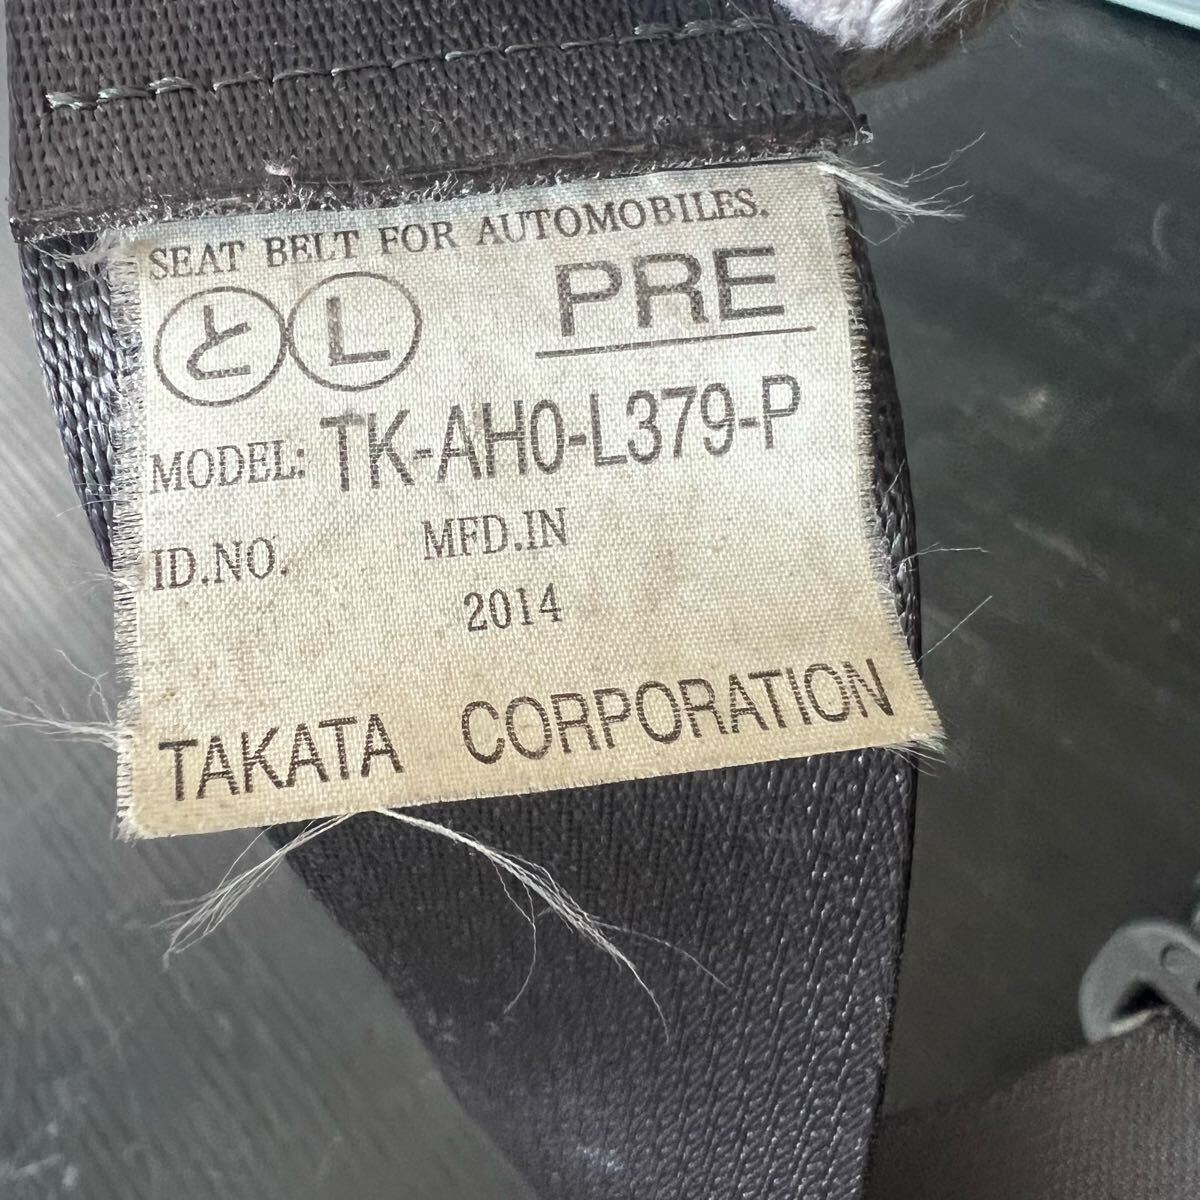 SEAT BELT FOR AUTOMOBILES.
と L PRE
MODEL: TK-AH0-L379-P
ID.NO. MFD.IN
2014
TAKATA CORPORATION